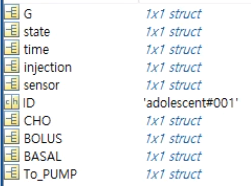 G 1x1 struct
state 1x1 struct
time 1x1 struct
injection 1x1 struct
sensor 1x1 struct
ch ID 'adolescent#001'
CHO 1x1 struct
BOLUS 1x1 struct
BASAL 1x1 struct
To_PUMP 1x1 struct